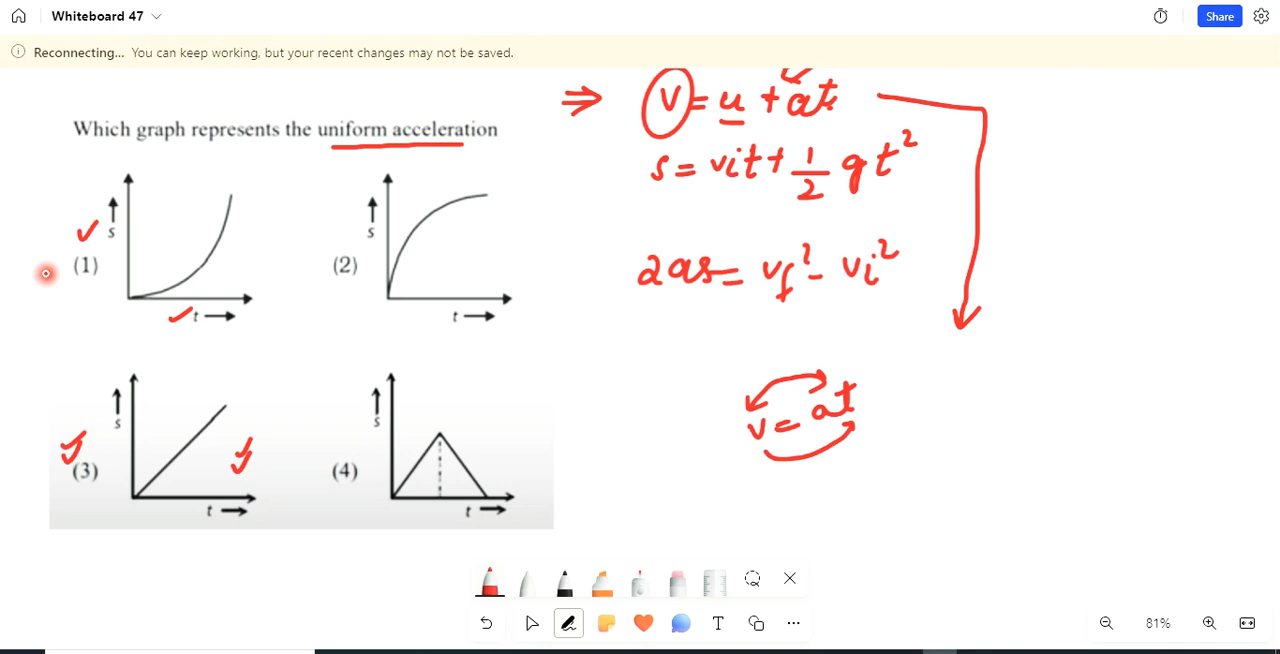 Whiteboard 47
Share
Reconnecting... You can keep working, but your recent changes may not be saved.
v = u + at
s = vit + 1/2 gt²
2as = vf² - vi²
v = at
Which graph represents the uniform acceleration
s
(1)
t
s
(2)
t
s
(3)
t
s
(4)
t
T
81%